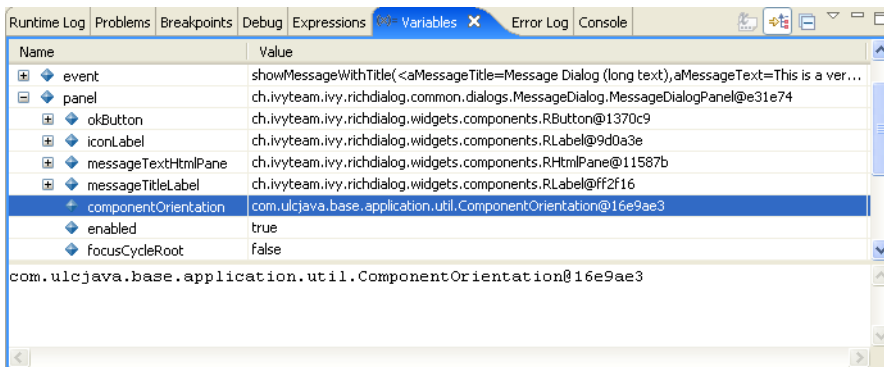 Runtime Log Problems Breakpoints Debug Expressions (x)= Variables Error Log Console
Name Value
event showMessageWithTitle(<aMessageTitle=Message Dialog (long text),aMessageText=This is a ver...
panel ch.ivyteam.ivy.richdialog.common.dialogs.MessageDialog.MessageDialogPanel@e31e74
okButton ch.ivyteam.ivy.richdialog.widgets.components.RButton@1370c9
iconLabel ch.ivyteam.ivy.richdialog.widgets.components.RLabel@9d0a3e
messageTextHtmlPane ch.ivyteam.ivy.richdialog.widgets.components.RHtmlPane@11587b
messageTitleLabel ch.ivyteam.ivy.richdialog.widgets.components.RLabel@ff2f16
componentOrientation com.ulcjava.base.application.util.ComponentOrientation@16e9ae3
enabled true
focusCycleRoot false
com.ulcjava.base.application.util.ComponentOrientation@16e9ae3